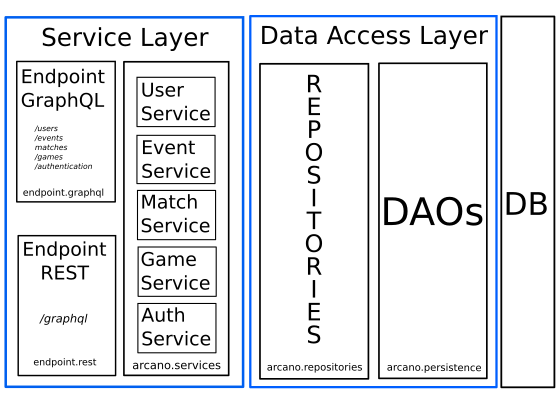 Service Layer
Endpoint
GraphQL
/users
/events
matches
/games
/authentication
endpoint.graphql
Endpoint
REST
/graphql
endpoint.rest
User
Service
Event
Service
Match
Service
Game
Service
Auth
Service
arcano.services
Data Access Layer
REPOSITORIES
arcano.repositories
DAOs
arcano.persistence
DB